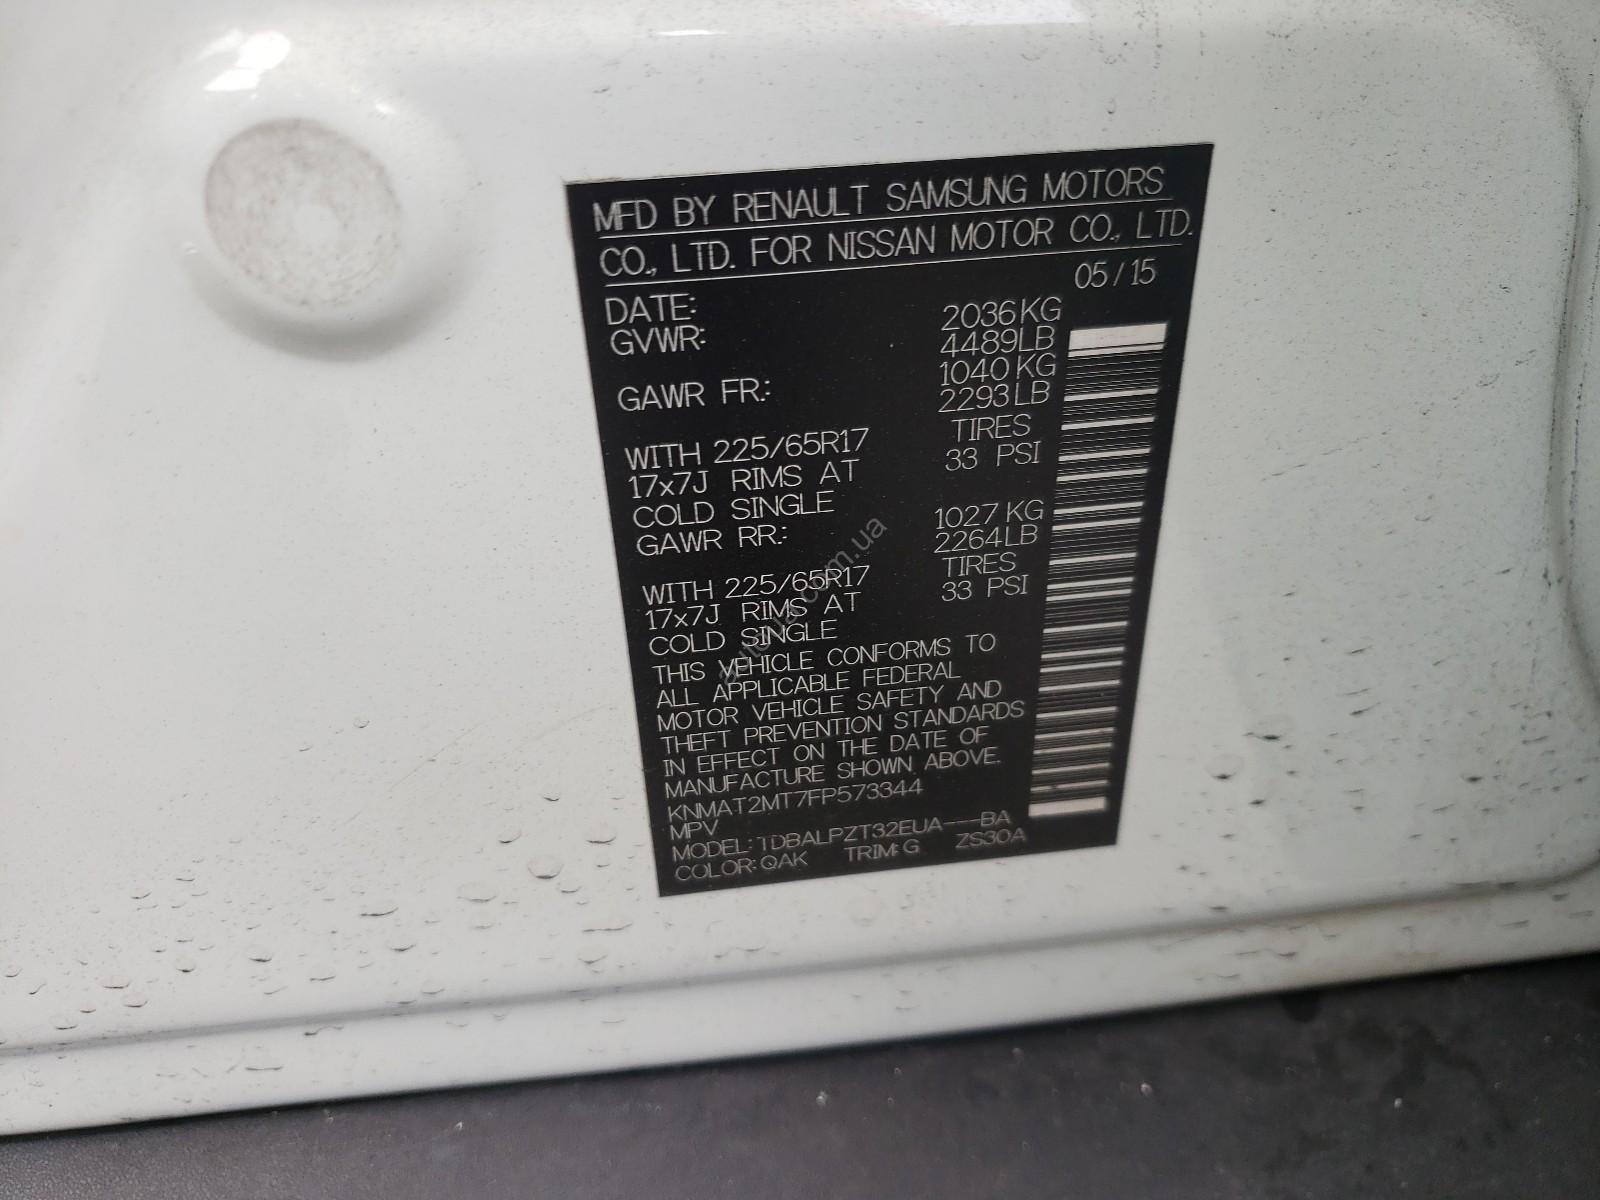 MFD BY RENAULT SAMSUNG MOTORS
CO., LTD. FOR NISSAN MOTOR CO., LTD.
DATE: 05/15
GVWR: 2036KG
4489LB
GAWR FR.: 1040KG
2293LB
WITH 225/65R17 TIRES
17x7J RIMS AT 33 PSI
COLD SINGLE
GAWR RR.: 1027KG
2264LB
WITH 225/65R17 TIRES
17x7J RIMS AT 33 PSI
COLD SINGLE
THIS VEHICLE CONFORMS TO
ALL APPLICABLE FEDERAL
MOTOR VEHICLE SAFETY AND
THEFT PREVENTION STANDARDS
IN EFFECT ON THE DATE OF
MANUFACTURE SHOWN ABOVE.
KNMAT2MT7FP573344
MPV
MODEL: TDBALPZT32EUA---BA
COLOR: QAK TRIM: G ZS30A